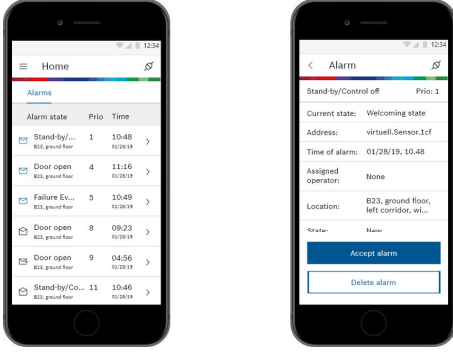 12:34
Home
Alarms
Alarm state Prio Time
Stand-by/... 1 10:48
B23, ground floor 01/28/19
Door open 4 11:16
B23, ground floor 01/28/19
Failure Ev... 5 10:49
B23, ground floor 01/28/19
Door open 8 09:23
B23, ground floor 01/28/19
Door open 9 04:56
B23, ground floor 01/28/19
Stand-by/Co... 11 10:46
B23, ground floor 01/28/19
12:34
Alarm
Stand-by/Control off Prio: 1
Current state: Welcoming state
Address: virtuell.Sensor.1cf
Time of alarm: 01/28/19, 10.48
Assigned
operator: None
Location: B23, ground floor,
left corridor, wi...
State: New
Accept alarm
Delete alarm